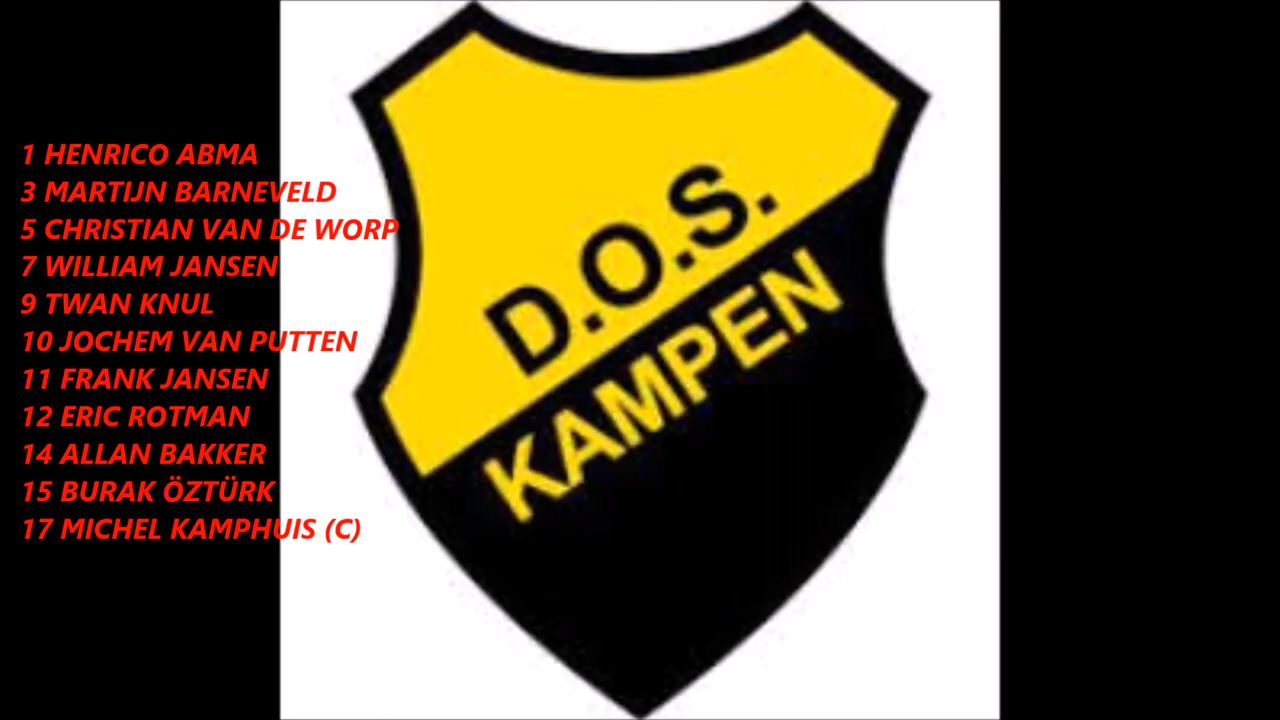 1 HENRICO ABMA
3 MARTIJN BARNEVELD
5 CHRISTIAN VAN DE WORP
7 WILLIAM JANSEN
9 TWAN KNUL
10 JOCHEM VAN PUTTEN
11 FRANK JANSEN
12 ERIC ROTMAN
14 ALLAN BAKKER
15 BURAK ÖZTÜRK
17 MICHEL KAMPHUIS (C)
D.O.S.
KAMPEN